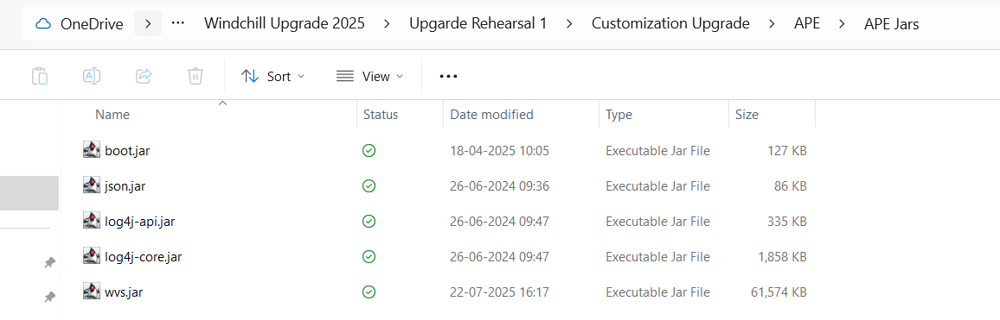 OneDrive > ··· Windchill Upgrade 2025 > Upgarde Rehearsal 1 > Customization Upgrade > APE > APE Jars
Sort View ···
Name Status Date modified Type Size
boot.jar 18-04-2025 10:05 Executable Jar File 127 KB
json.jar 26-06-2024 09:36 Executable Jar File 86 KB
log4j-api.jar 26-06-2024 09:47 Executable Jar File 335 KB
log4j-core.jar 26-06-2024 09:47 Executable Jar File 1,858 KB
wvs.jar 22-07-2025 16:17 Executable Jar File 61,574 KB